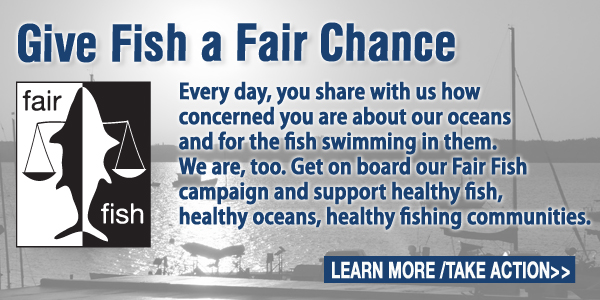 Give Fish a Fair Chance
fair
fish
Every day, you share with us how
concerned you are about our oceans
and for the fish swimming in them.
We are, too. Get on board our Fair Fish
campaign and support healthy fish,
healthy oceans, healthy fishing communities.
LEARN MORE /TAKE ACTION>>